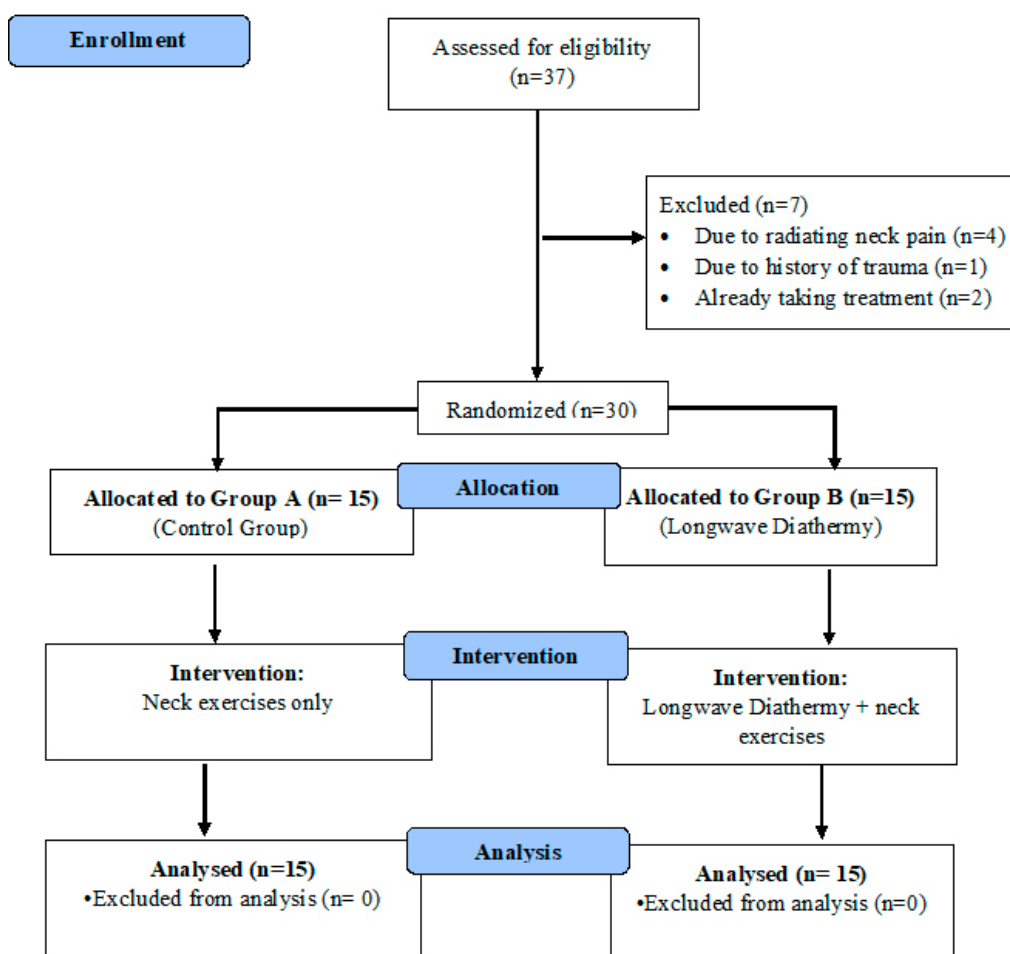 Enrollment
Assessed for eligibility
(n=37)
Excluded (n=7)
• Due to radiating neck pain (n=4)
• Due to history of trauma (n=1)
• Already taking treatment (n=2)
Randomized (n=30)
Allocated to Group A (n= 15)
(Control Group)
Allocation
Allocated to Group B (n=15)
(Longwave Diathermy)
Intervention:
Neck exercises only
Intervention
Intervention:
Longwave Diathermy + neck
exercises
Analysed (n=15)
•Excluded from analysis (n= 0)
Analysis
Analysed (n= 15)
•Excluded from analysis (n=0)